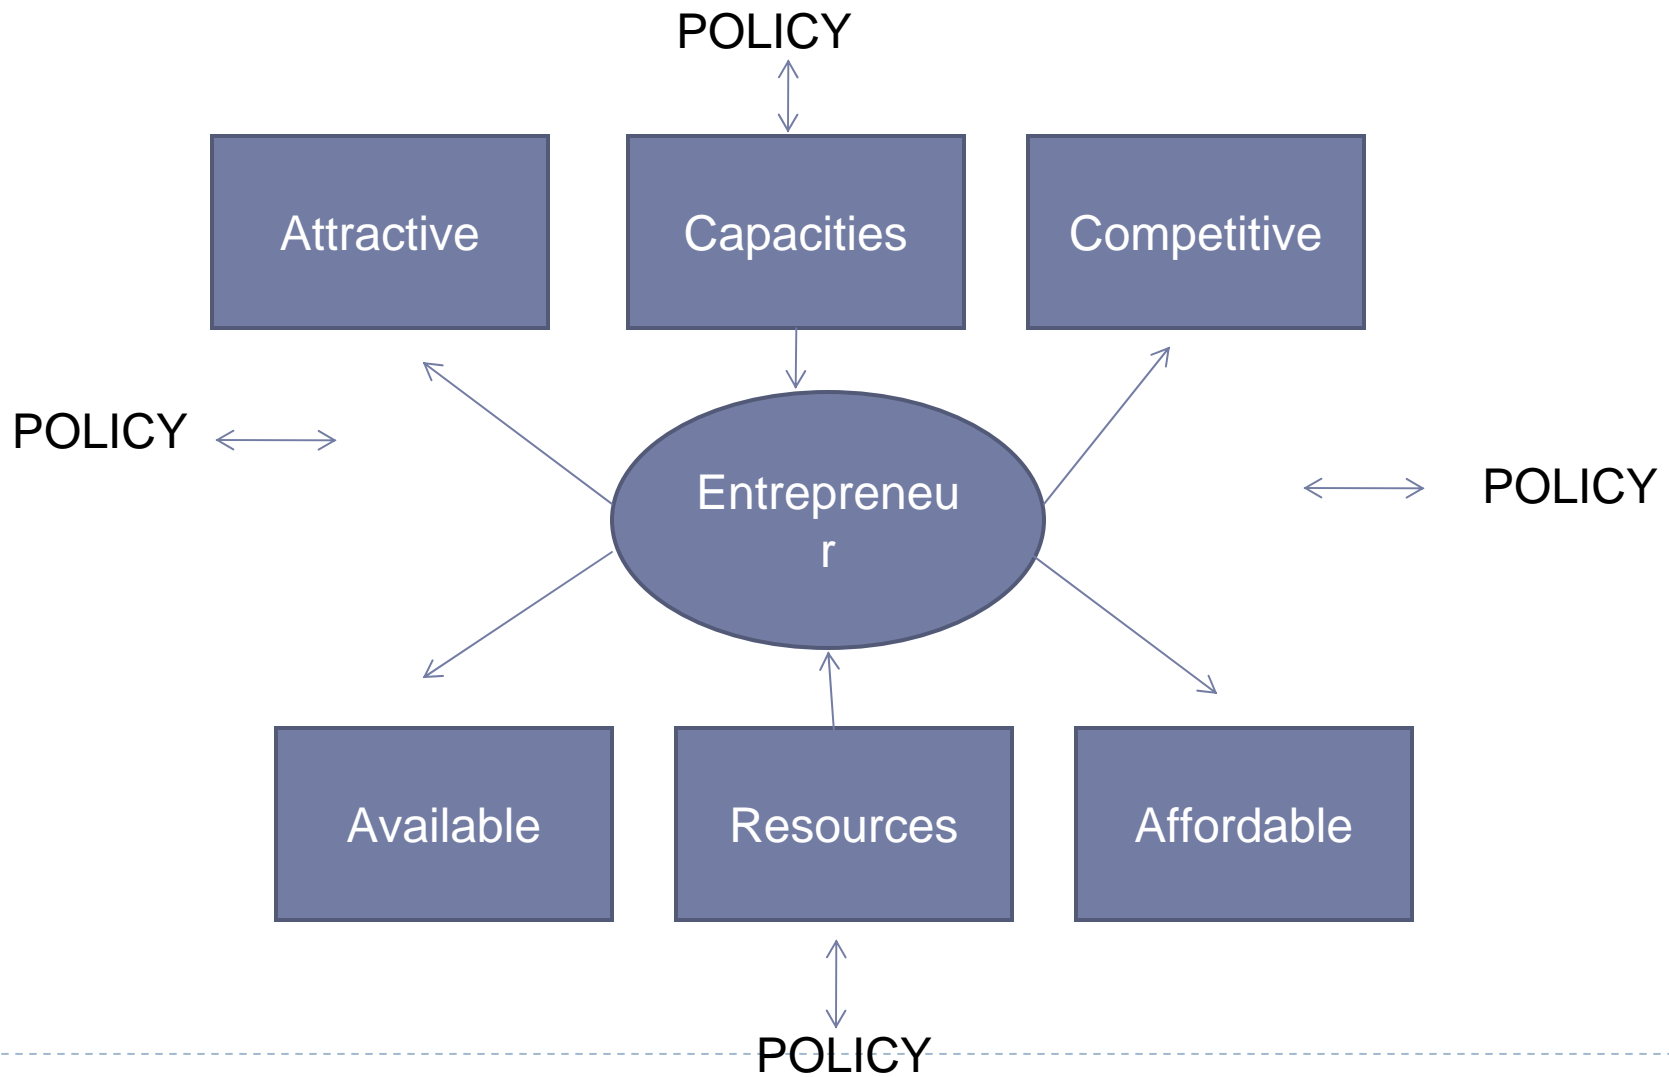 POLICY
Attractive
Capacities
Competitive
POLICY
Entrepreneu
r
POLICY
Available
Resources
Affordable
POLICY